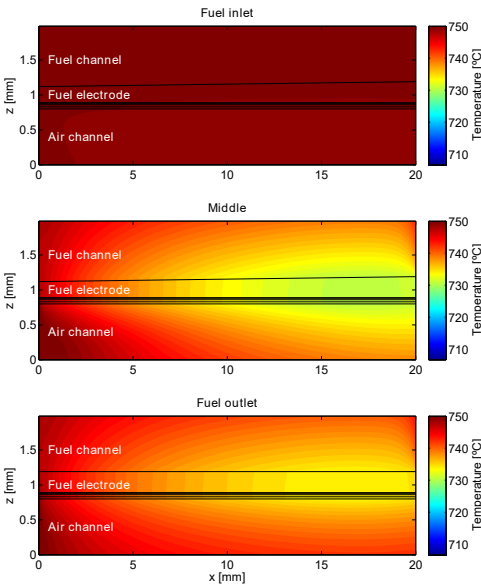 Fuel inlet
z [mm]
1.5
1
0.5
0
Fuel channel
Fuel electrode
Air channel
0
5
10
15
20
750
740
730
720
710
Temperature [ºC]
Middle
z [mm]
1.5
1
0.5
0
Fuel channel
Fuel electrode
Air channel
0
5
10
15
20
750
740
730
720
710
Temperature [ºC]
Fuel outlet
z [mm]
1.5
1
0.5
0
Fuel channel
Fuel electrode
Air channel
0
5
10
15
20
x [mm]
750
740
730
720
710
Temperature [ºC]